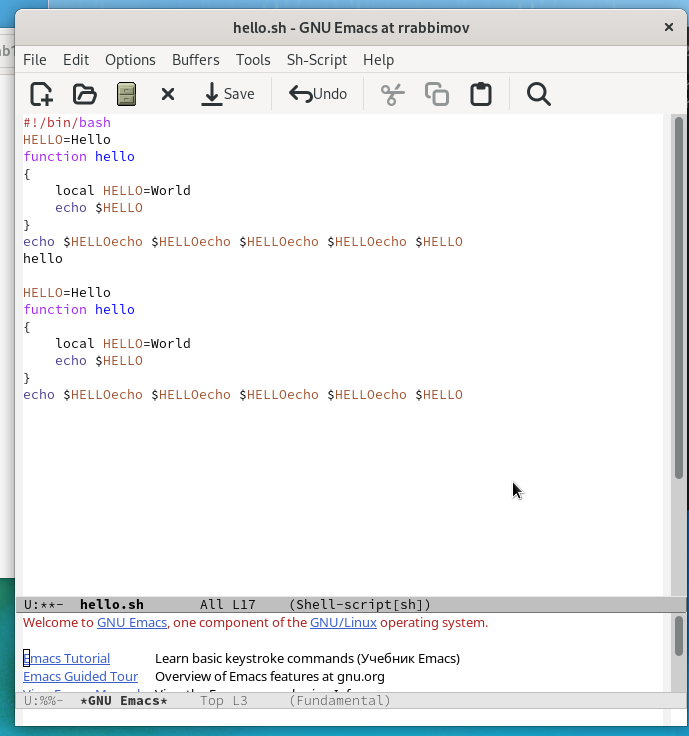 hello.sh - GNU Emacs at rrabbimov
File Edit Options Buffers Tools Sh-Script Help
Save Undo
#!/bin/bash
HELLO=Hello
function hello
{
    local HELLO=World
    echo $HELLO
}
echo $HELLOecho $HELLOecho $HELLOecho $HELLOecho $HELLO
hello

HELLO=Hello
function hello
{
    local HELLO=World
    echo $HELLO
}
echo $HELLOecho $HELLOecho $HELLOecho $HELLOecho $HELLO
U:**-  hello.sh       All L17    (Shell-script[sh])
Welcome to GNU Emacs, one component of the GNU/Linux operating system.
Emacs Tutorial Learn basic keystroke commands (Учебник Emacs)
Emacs Guided Tour Overview of Emacs features at gnu.org
U:%%-  *GNU Emacs*    Top L3     (Fundamental)